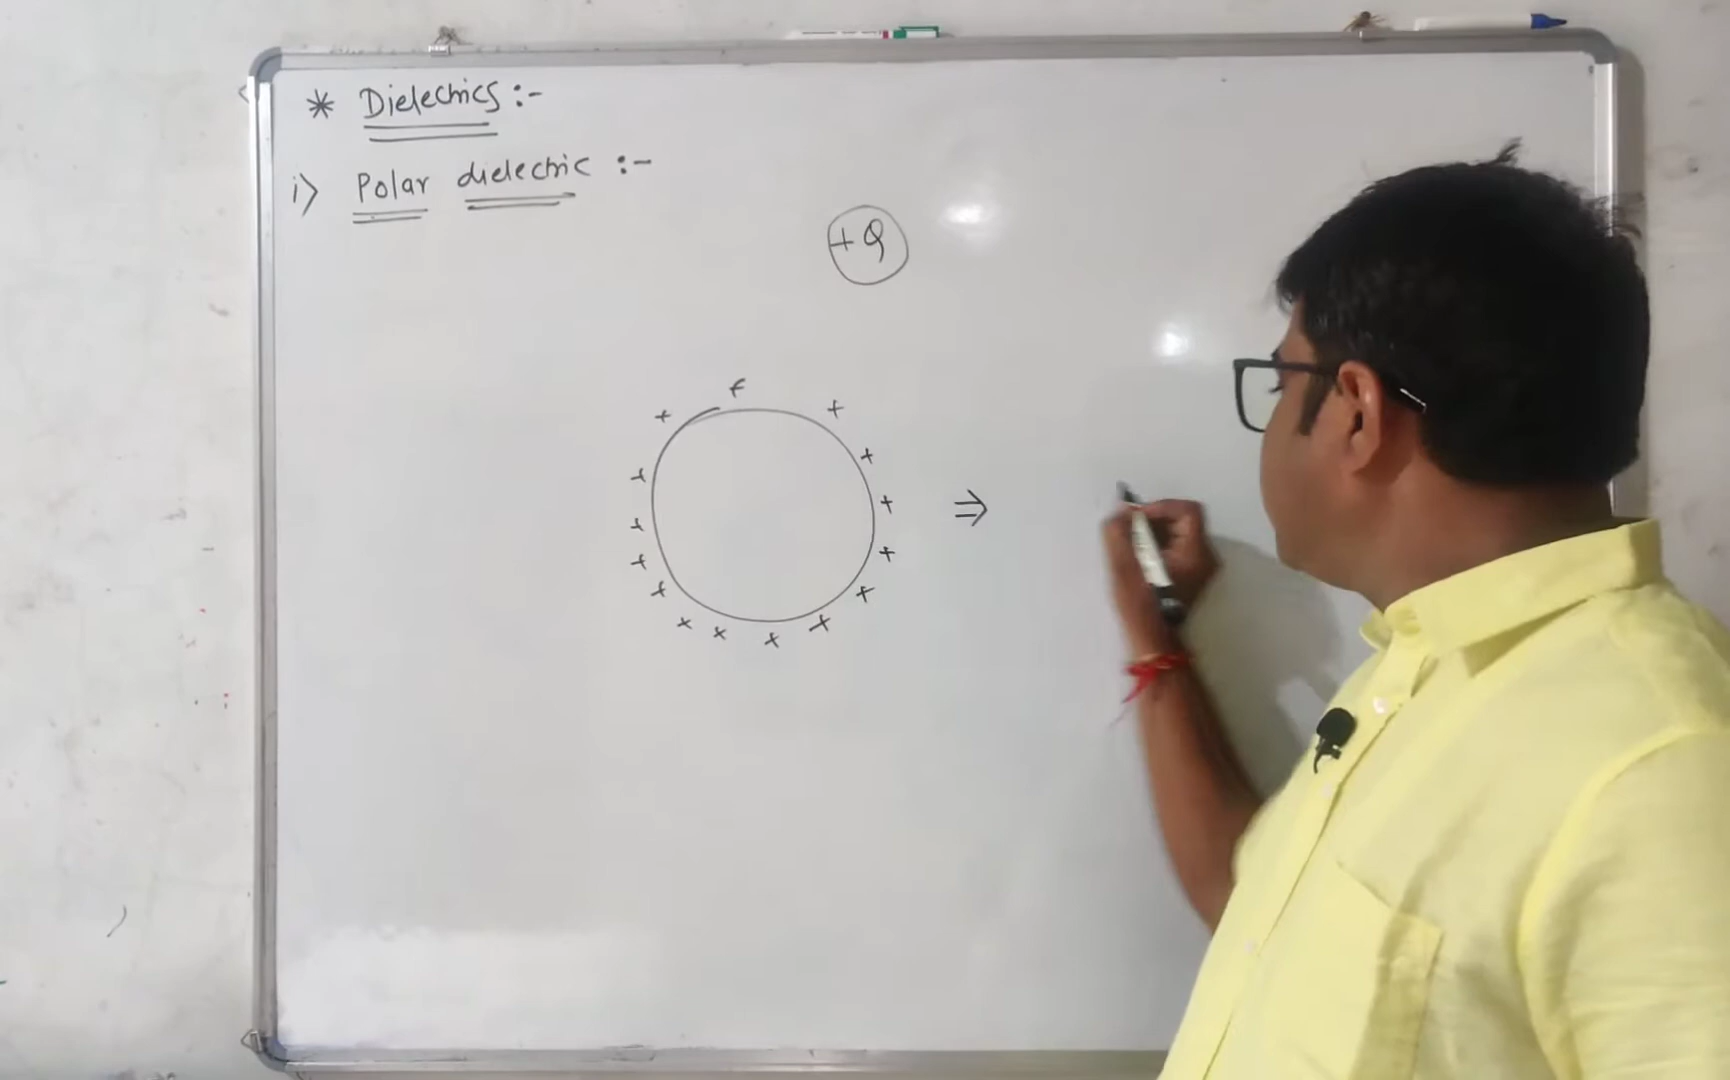 * Dielectrics :-
i> Polar dielectric :-
+Q
+ + +
+ +
+ +
+ +
+ +
+ + + + +
⇒